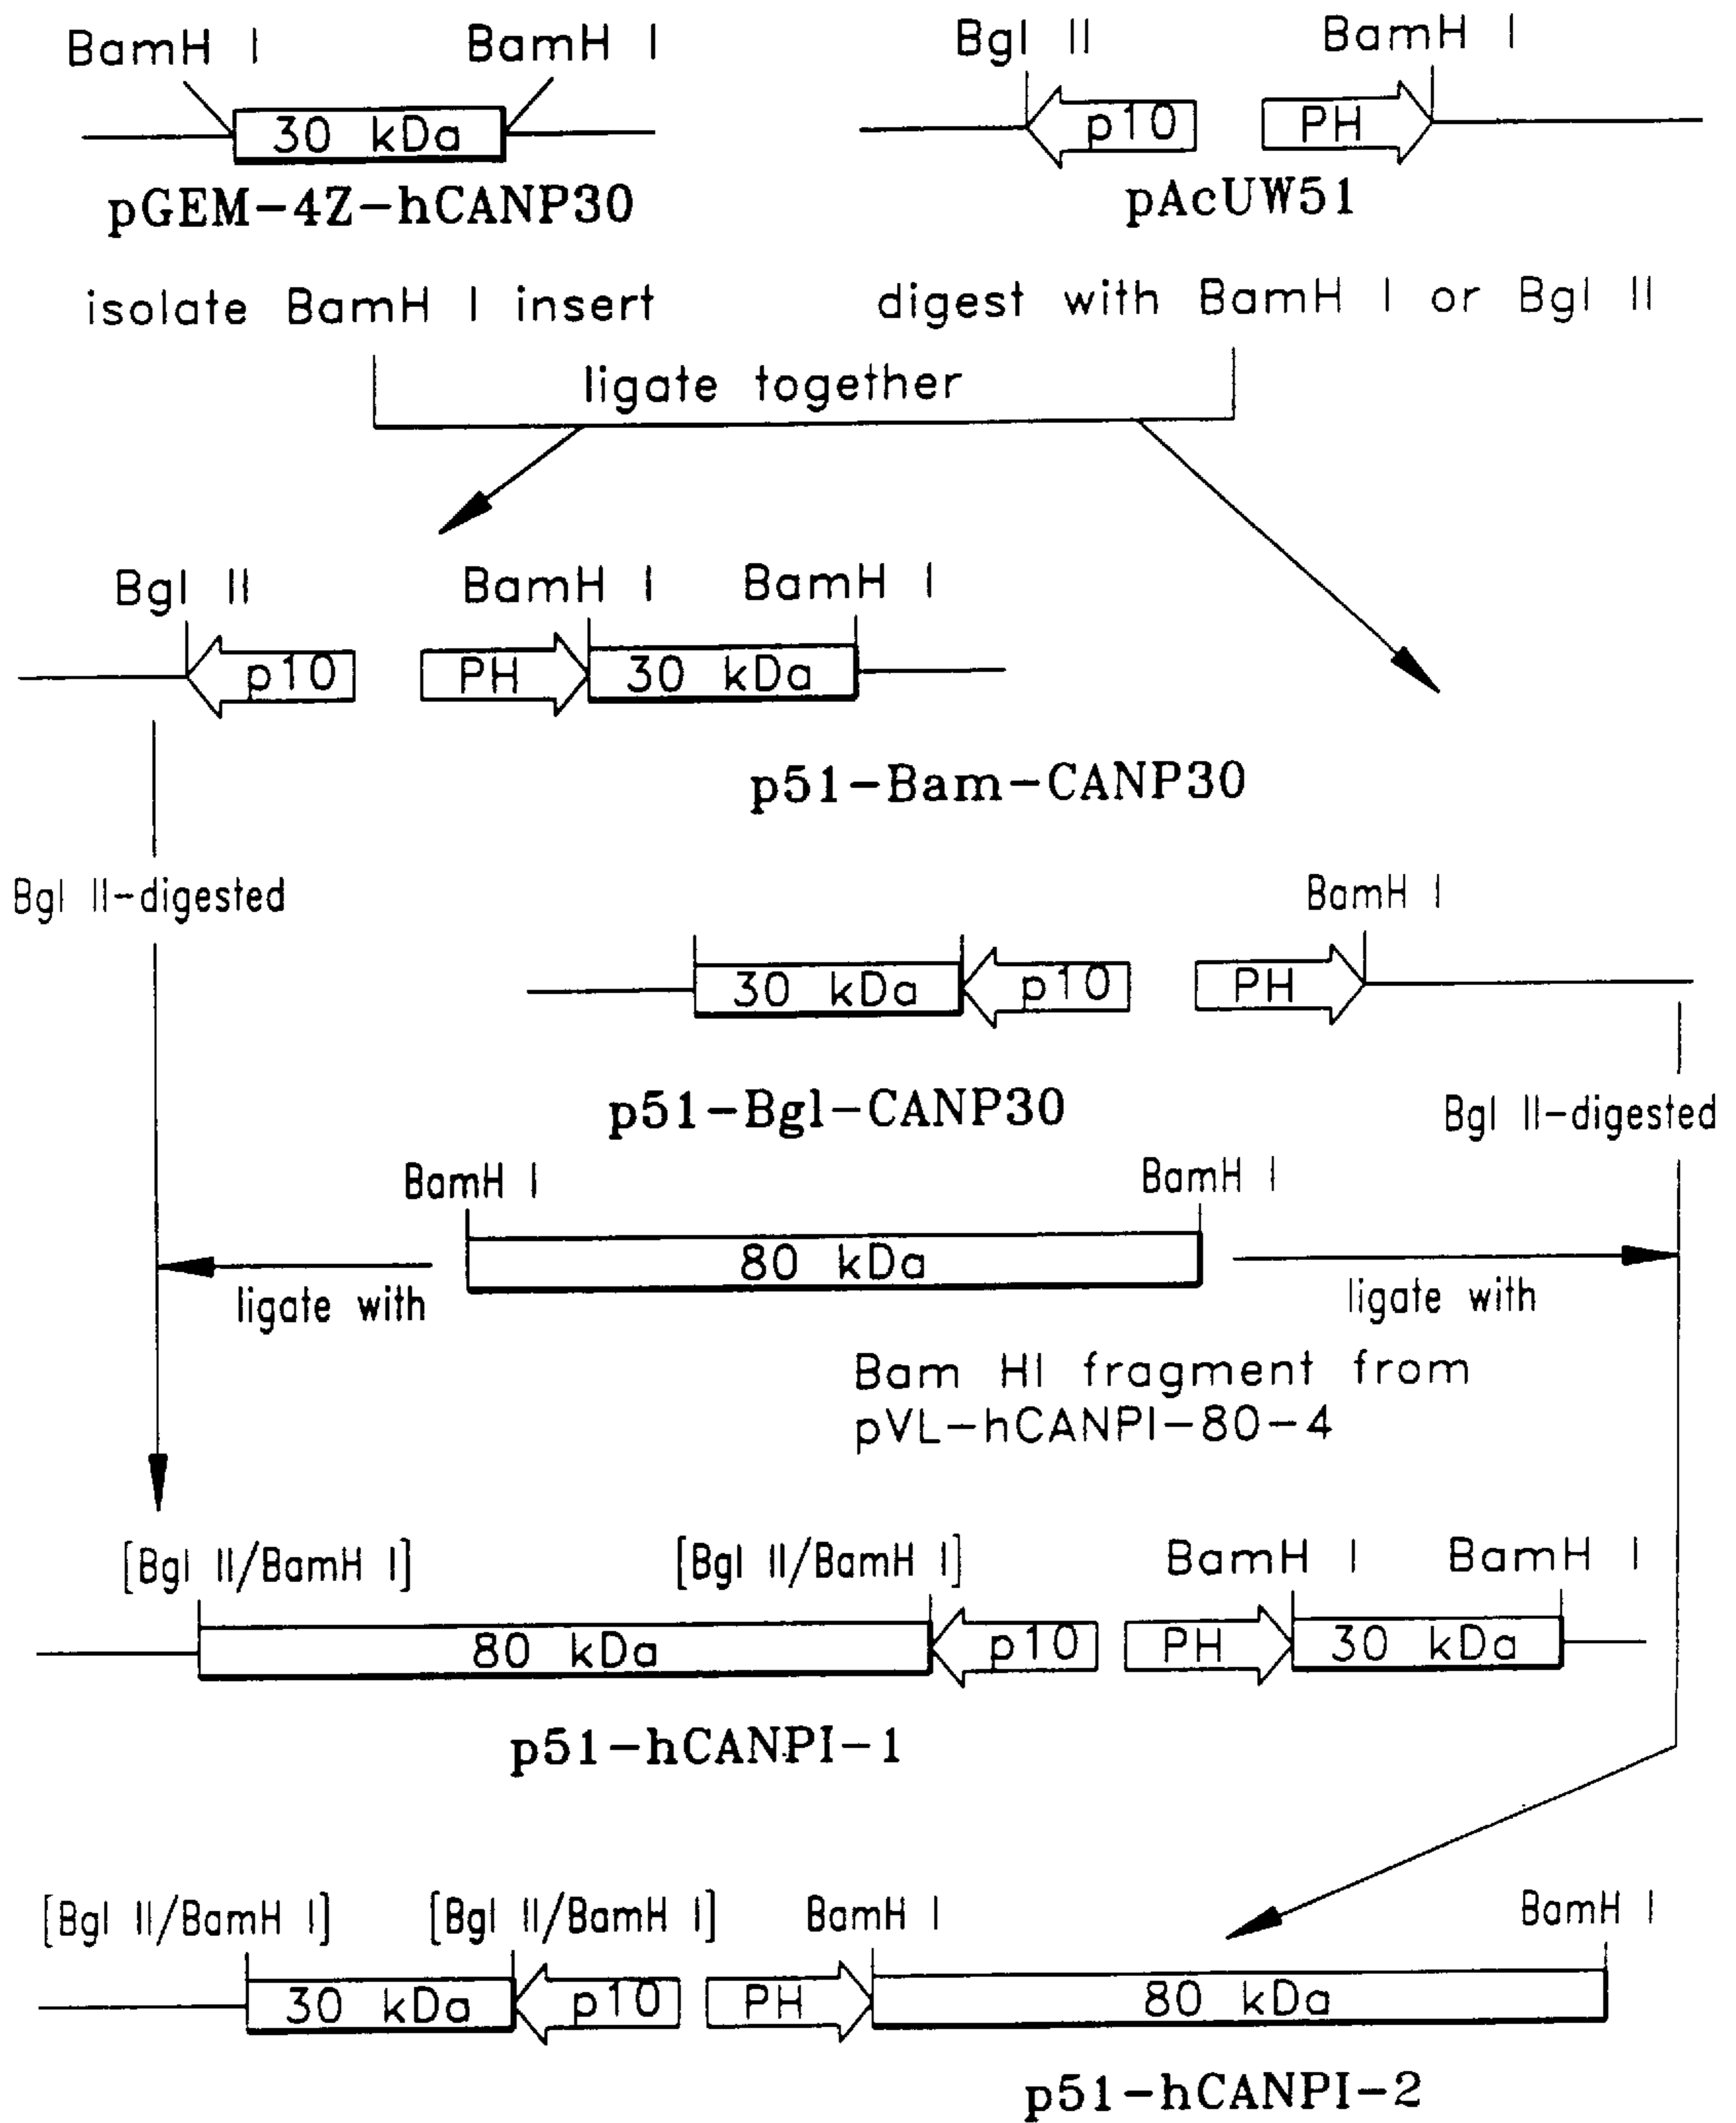 BamH I BamH I
30 kDa
pGEM-4Z-hCANP30
Bgl II BamH I
p10 PH
pAcUW51
isolate BamH I insert
digest with BamH I or Bgl II
ligate together
Bgl II BamH I BamH I
p10 PH 30 kDa
p51-Bam-CANP30
Bgl II-digested
BamH I
30 kDa p10 PH
p51-Bgl-CANP30
Bgl II-digested
BamH I BamH I
80 kDa
ligate with
ligate with
Bam HI fragment from
pVL-hCANPI-80-4
[Bgl II/BamH I] [Bgl II/BamH I] BamH I BamH I
80 kDa p10 PH 30 kDa
p51-hCANPI-1
[Bgl II/BamH I] [Bgl II/BamH I] BamH I BamH I
30 kDa p10 PH 80 kDa
p51-hCANPI-2